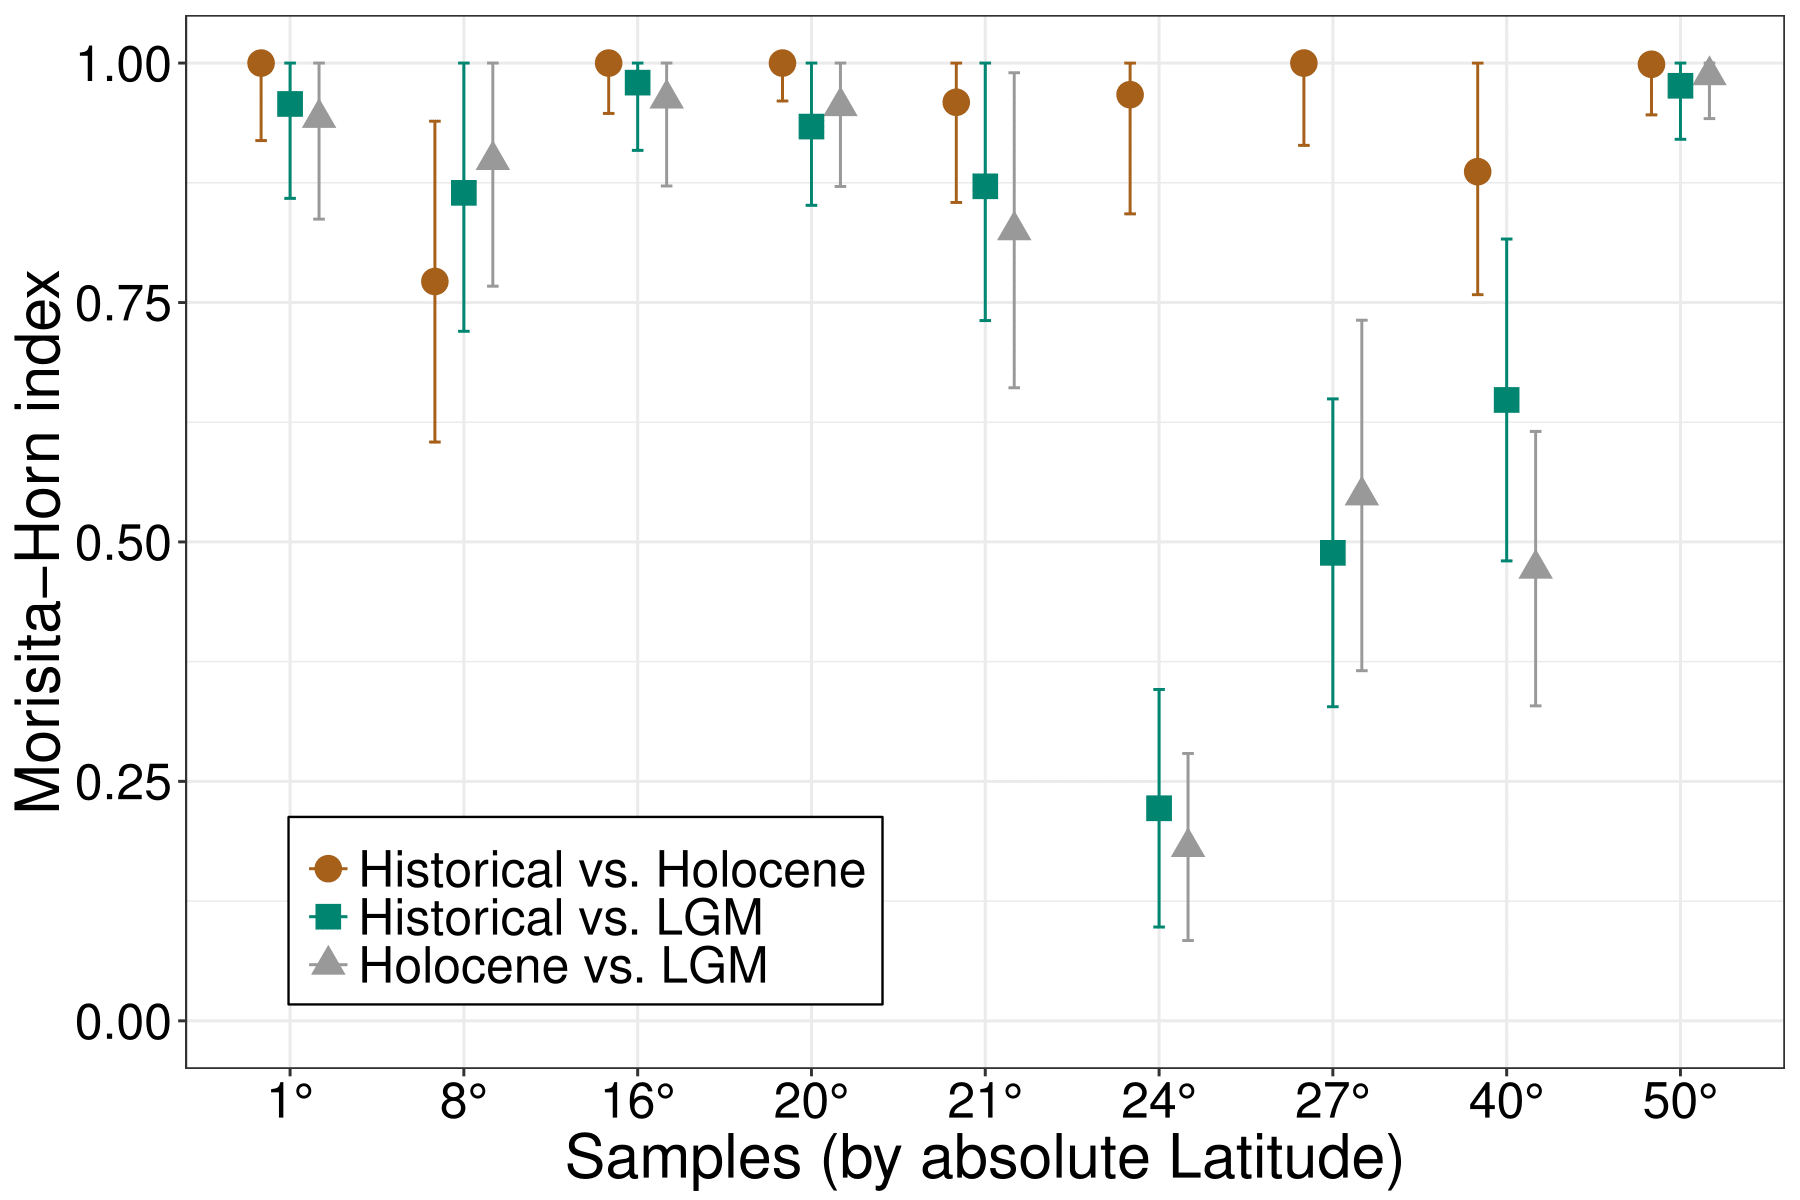 Morisita–Horn index
1.00
0.75
0.50
0.25
0.00
Historical vs. Holocene
Historical vs. LGM
Holocene vs. LGM
1° 8° 16° 20° 21° 24° 27° 40° 50°
Samples (by absolute Latitude)